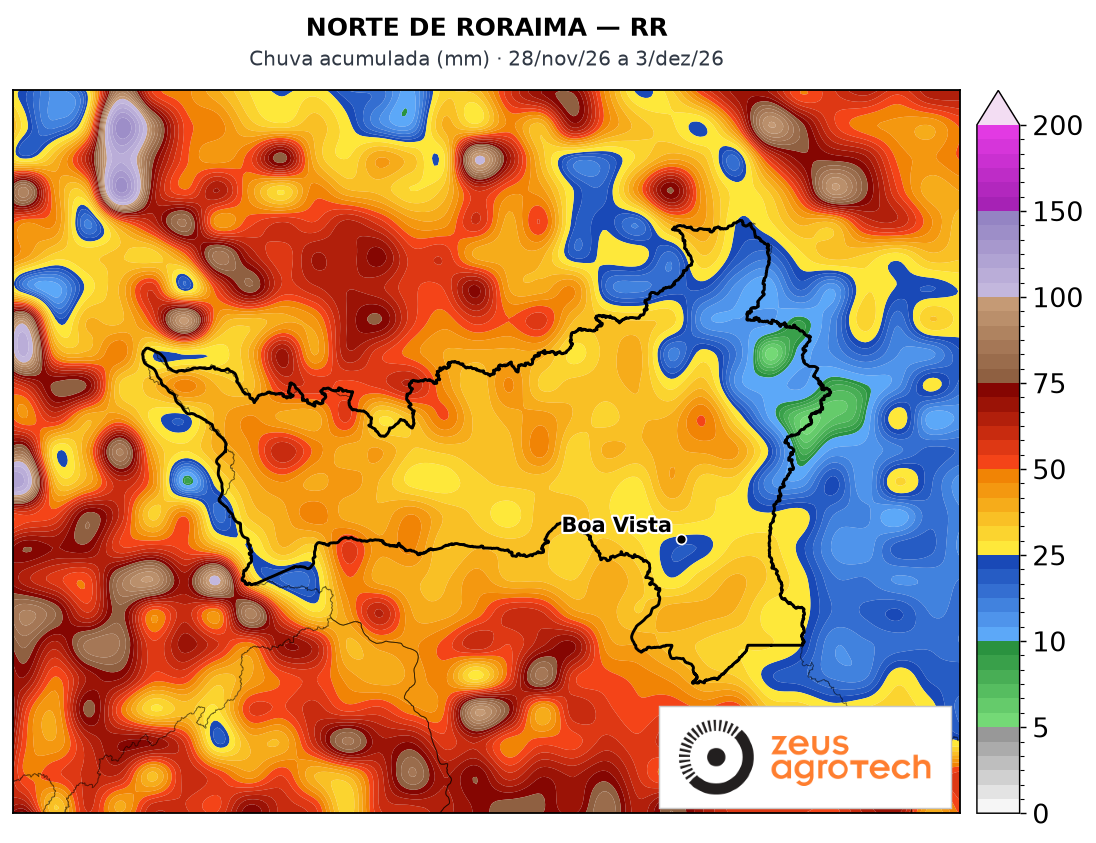 NORTE DE RORAIMA — RR
Chuva acumulada (mm) · 28/nov/26 a 3/dez/26
200
150
100
75
50
25
10
5
0
Boa Vista
zeus
agrotech